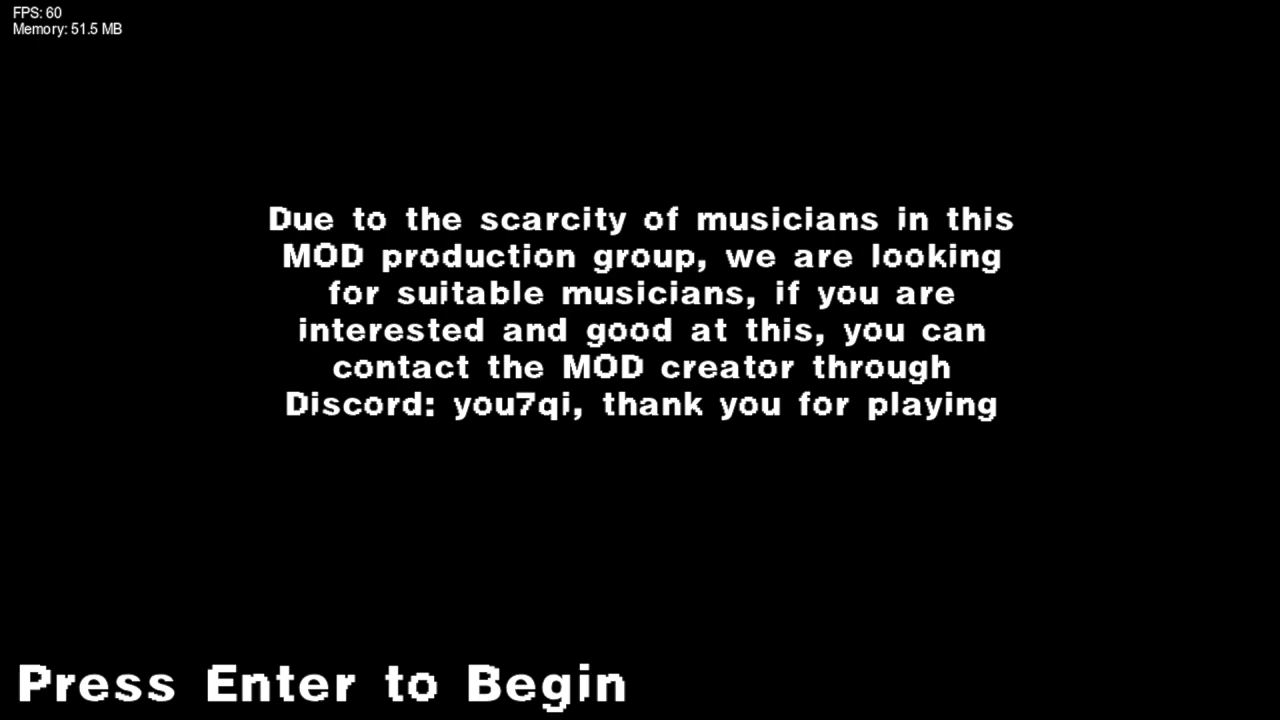 FPS: 60
Memory: 51.5 MB
Due to the scarcity of musicians in this
MOD production group, we are looking
for suitable musicians, if you are
interested and good at this, you can
contact the MOD creator through
Discord: you7qi, thank you for playing
Press Enter to Begin